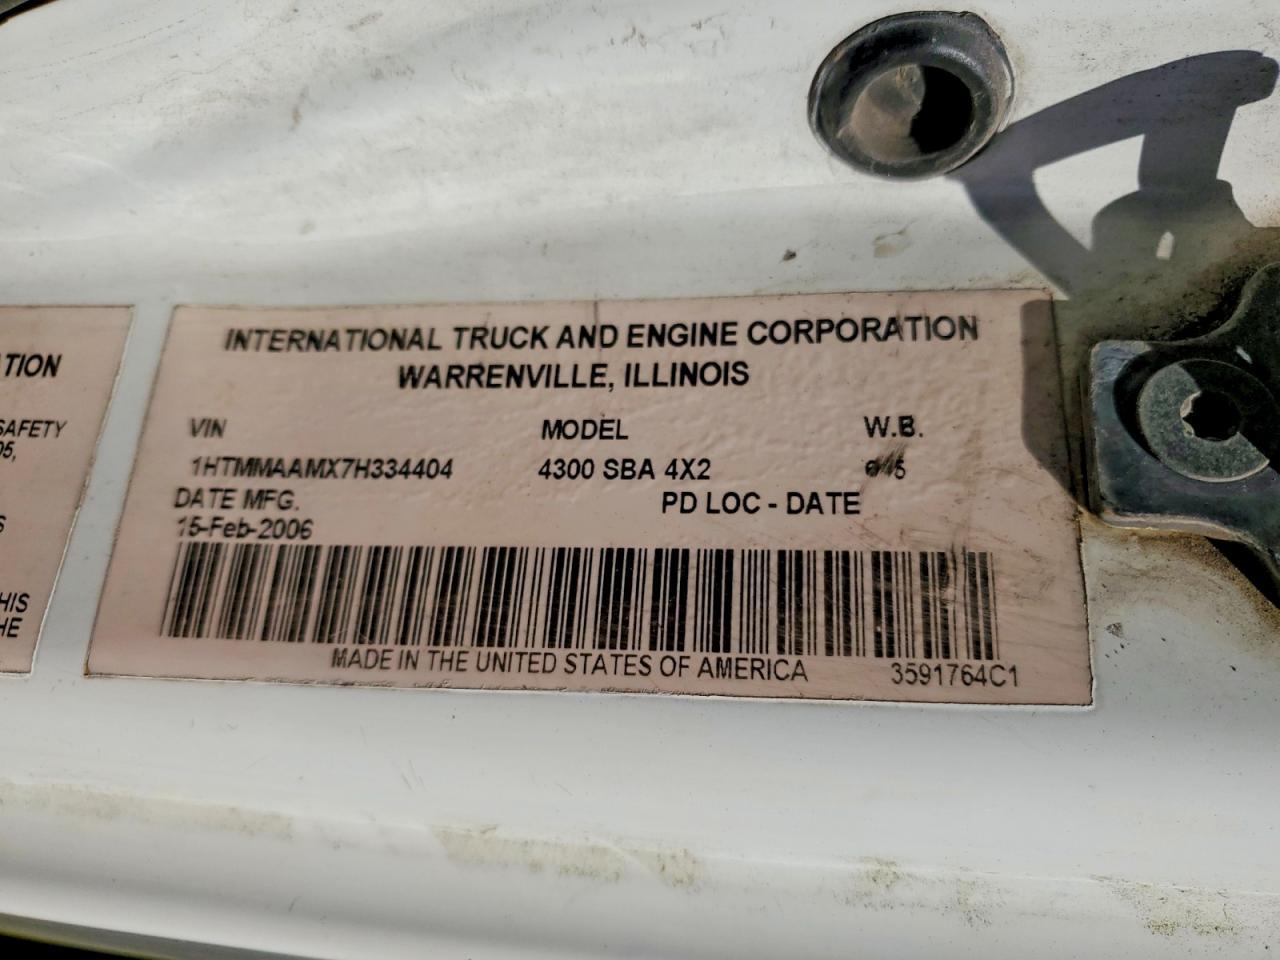 TION
SAFETY
05,
S
HIS
HE
INTERNATIONAL TRUCK AND ENGINE CORPORATION
WARRENVILLE, ILLINOIS
VIN MODEL W.B.
1HTMMAAMX7H334404 4300 SBA 4X2
DATE MFG. PD LOC - DATE
15-Feb-2006
MADE IN THE UNITED STATES OF AMERICA 3591764C1